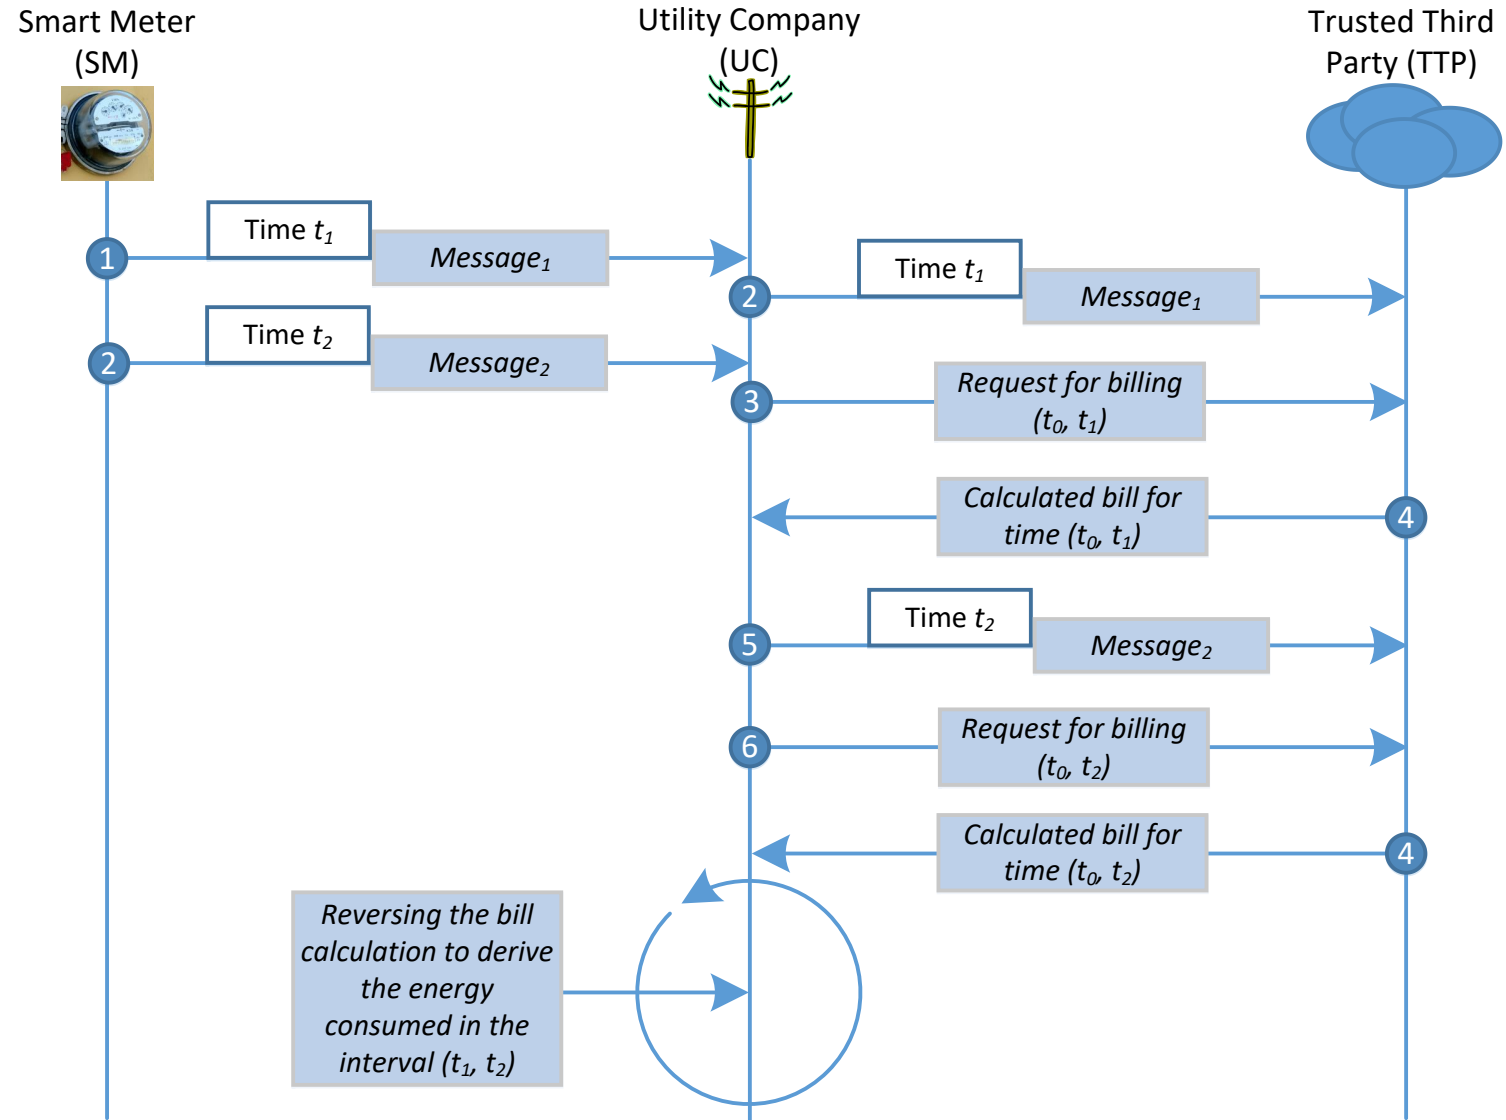 Smart Meter
(SM)
Utility Company
(UC)
Trusted Third
Party (TTP)
1
Time t₁
Message₁
2
Time t₁
Message₁
2
Time t₂
Message₂
3
Request for billing
(t₀, t₁)
Calculated bill for
time (t₀, t₁)
4
5
Time t₂
Message₂
6
Request for billing
(t₀, t₂)
Calculated bill for
time (t₀, t₂)
4
Reversing the bill
calculation to derive
the energy
consumed in the
interval (t₁, t₂)